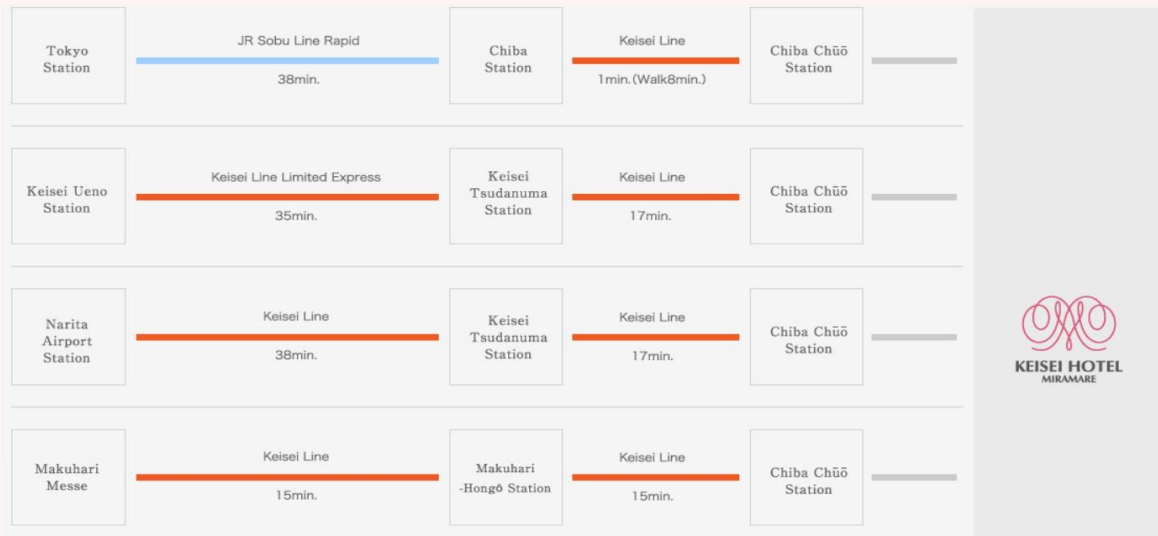 Tokyo
Station
JR Sobu Line Rapid
38min.
Chiba
Station
Keisei Line
1min.(Walk8min.)
Chiba Chūō
Station
Keisei Ueno
Station
Keisei Line Limited Express
35min.
Keisei
Tsudanuma
Station
Keisei Line
17min.
Chiba Chūō
Station
Narita
Airport
Station
Keisei Line
38min.
Keisei
Tsudanuma
Station
Keisei Line
17min.
Chiba Chūō
Station
Makuhari
Messe
Keisei Line
15min.
Makuhari
-Hongō Station
Keisei Line
15min.
Chiba Chūō
Station
KEISEI HOTEL
MIRAMARE